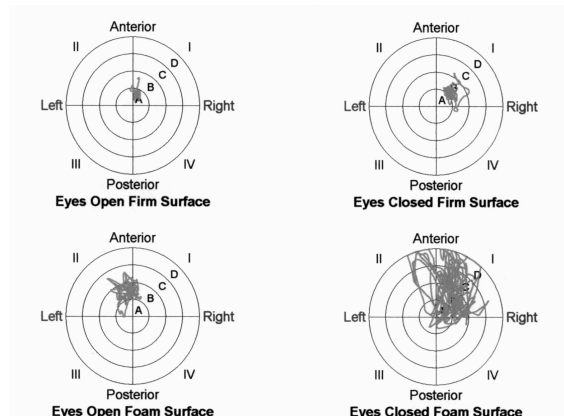 Anterior
II
I
D
C
B
A
Left
Right
III
IV
Posterior
Eyes Open Firm Surface
Anterior
II
I
D
C
A
Left
Right
III
IV
Posterior
Eyes Closed Firm Surface
Anterior
II
I
D
C
B
A
Left
Right
III
IV
Posterior
Eyes Open Foam Surface
Anterior
II
I
D
Left
Right
III
IV
Posterior
Eyes Closed Foam Surface